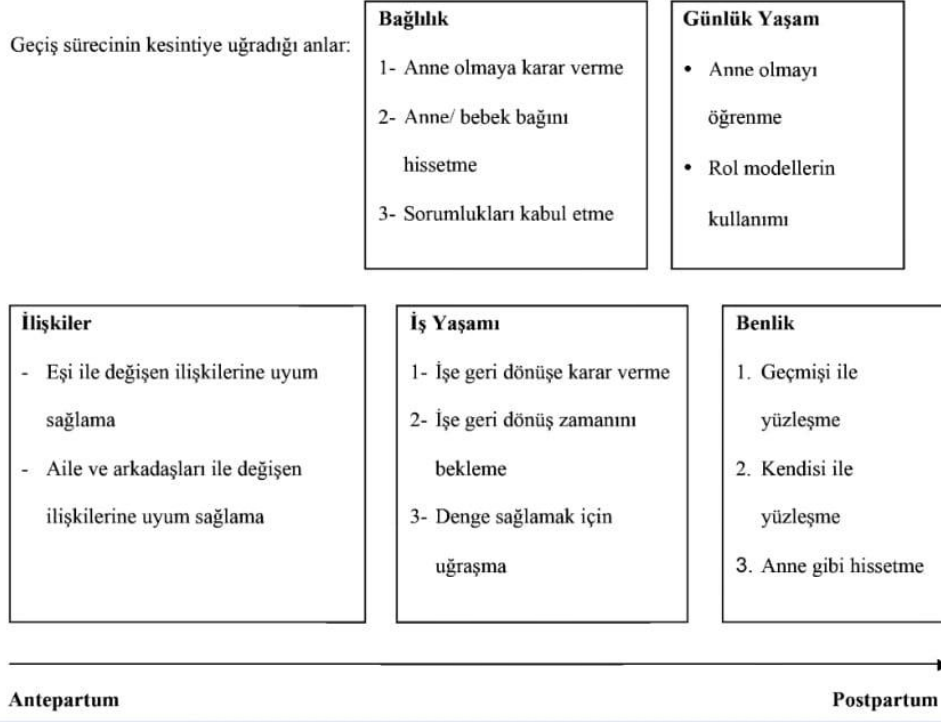 Geçiş sürecinin kesintiye uğradığı anlar:
Bağlılık
1- Anne olmaya karar verme
2- Anne/ bebek bağını
hissetme
3- Sorumlukları kabul etme
Günlük Yaşam
• Anne olmayı
öğrenme
• Rol modellerin
kullanımı
İlişkiler
- Eşi ile değişen ilişkilerine uyum
sağlama
- Aile ve arkadaşları ile değişen
ilişkilerine uyum sağlama
İş Yaşamı
1- İşe geri dönüşe karar verme
2- İşe geri dönüş zamanını
bekleme
3- Denge sağlamak için
uğraşma
Benlik
1. Geçmişi ile
yüzleşme
2. Kendisi ile
yüzleşme
3. Anne gibi hissetme
Antepartum
Postpartum